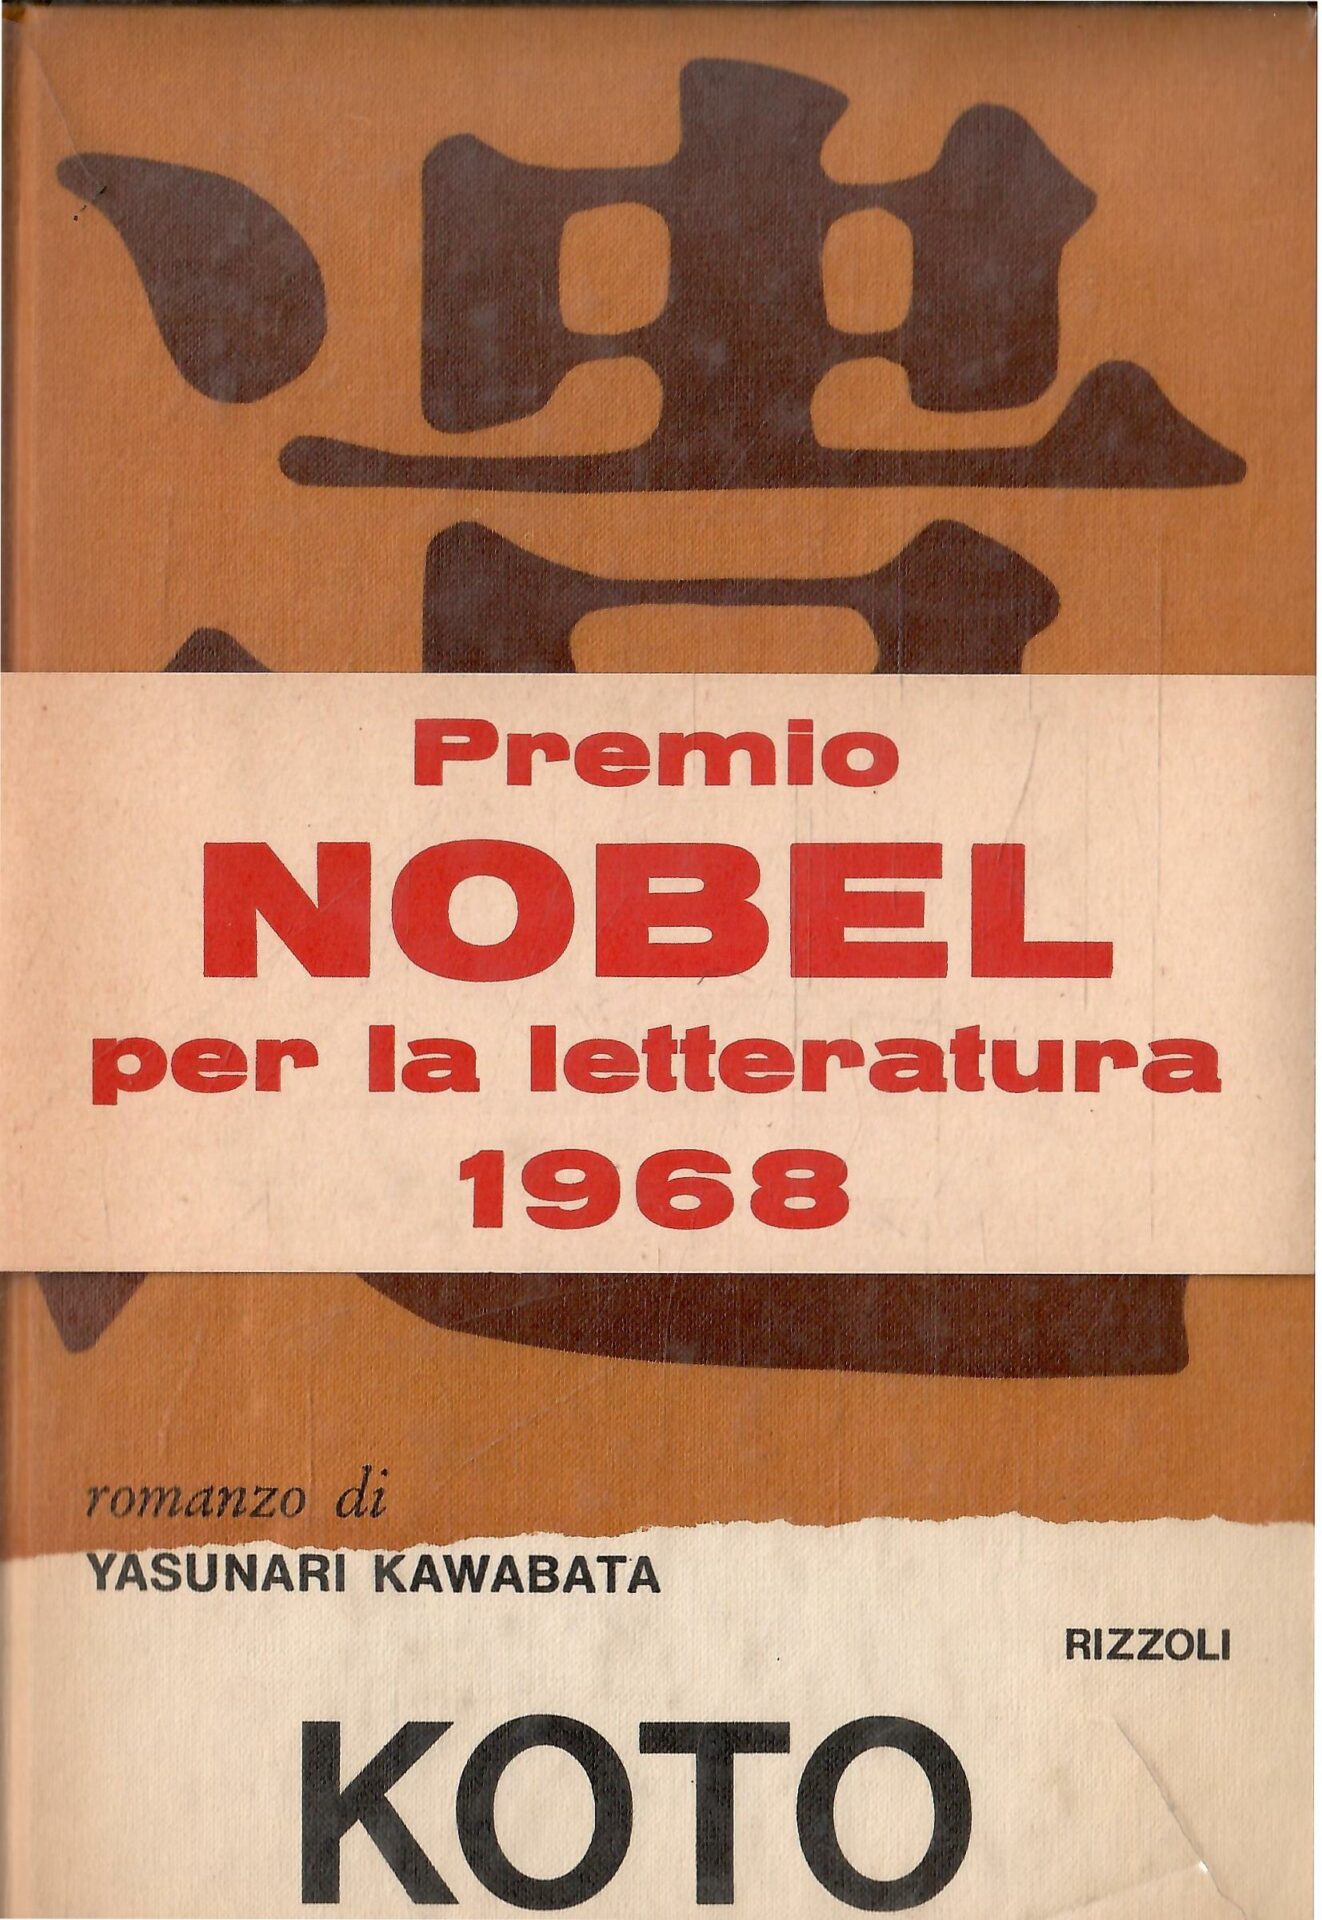 Premio
NOBEL
per la letteratura
1968
romanzo di
YASUNARI KAWABATA
RIZZOLI
KOTO